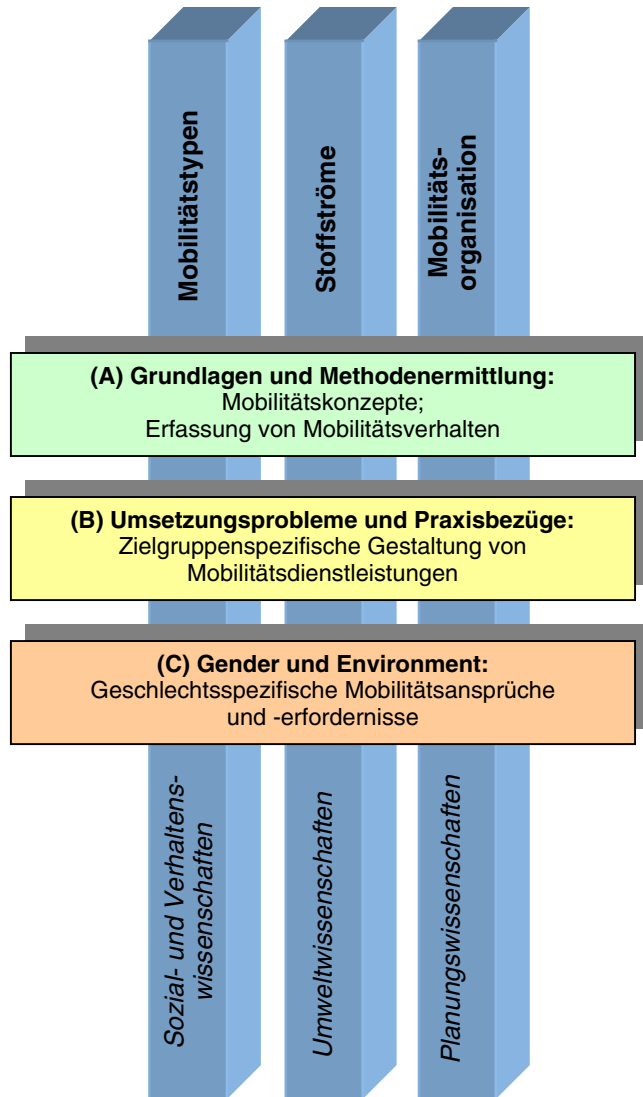 Mobilitätstypen
Stoffströme
Mobilitäts-
organisation
(A) Grundlagen und Methodenermittlung:
Mobilitätskonzepte;
Erfassung von Mobilitätsverhalten
(B) Umsetzungsprobleme und Praxisbezüge:
Zielgruppenspezifische Gestaltung von
Mobilitätsdienstleistungen
(C) Gender und Environment:
Geschlechtsspezifische Mobilitätsansprüche
und -erfordernisse
Sozial- und Verhaltens-
wissenschaften
Umweltwissenschaften
Planungswissenschaften